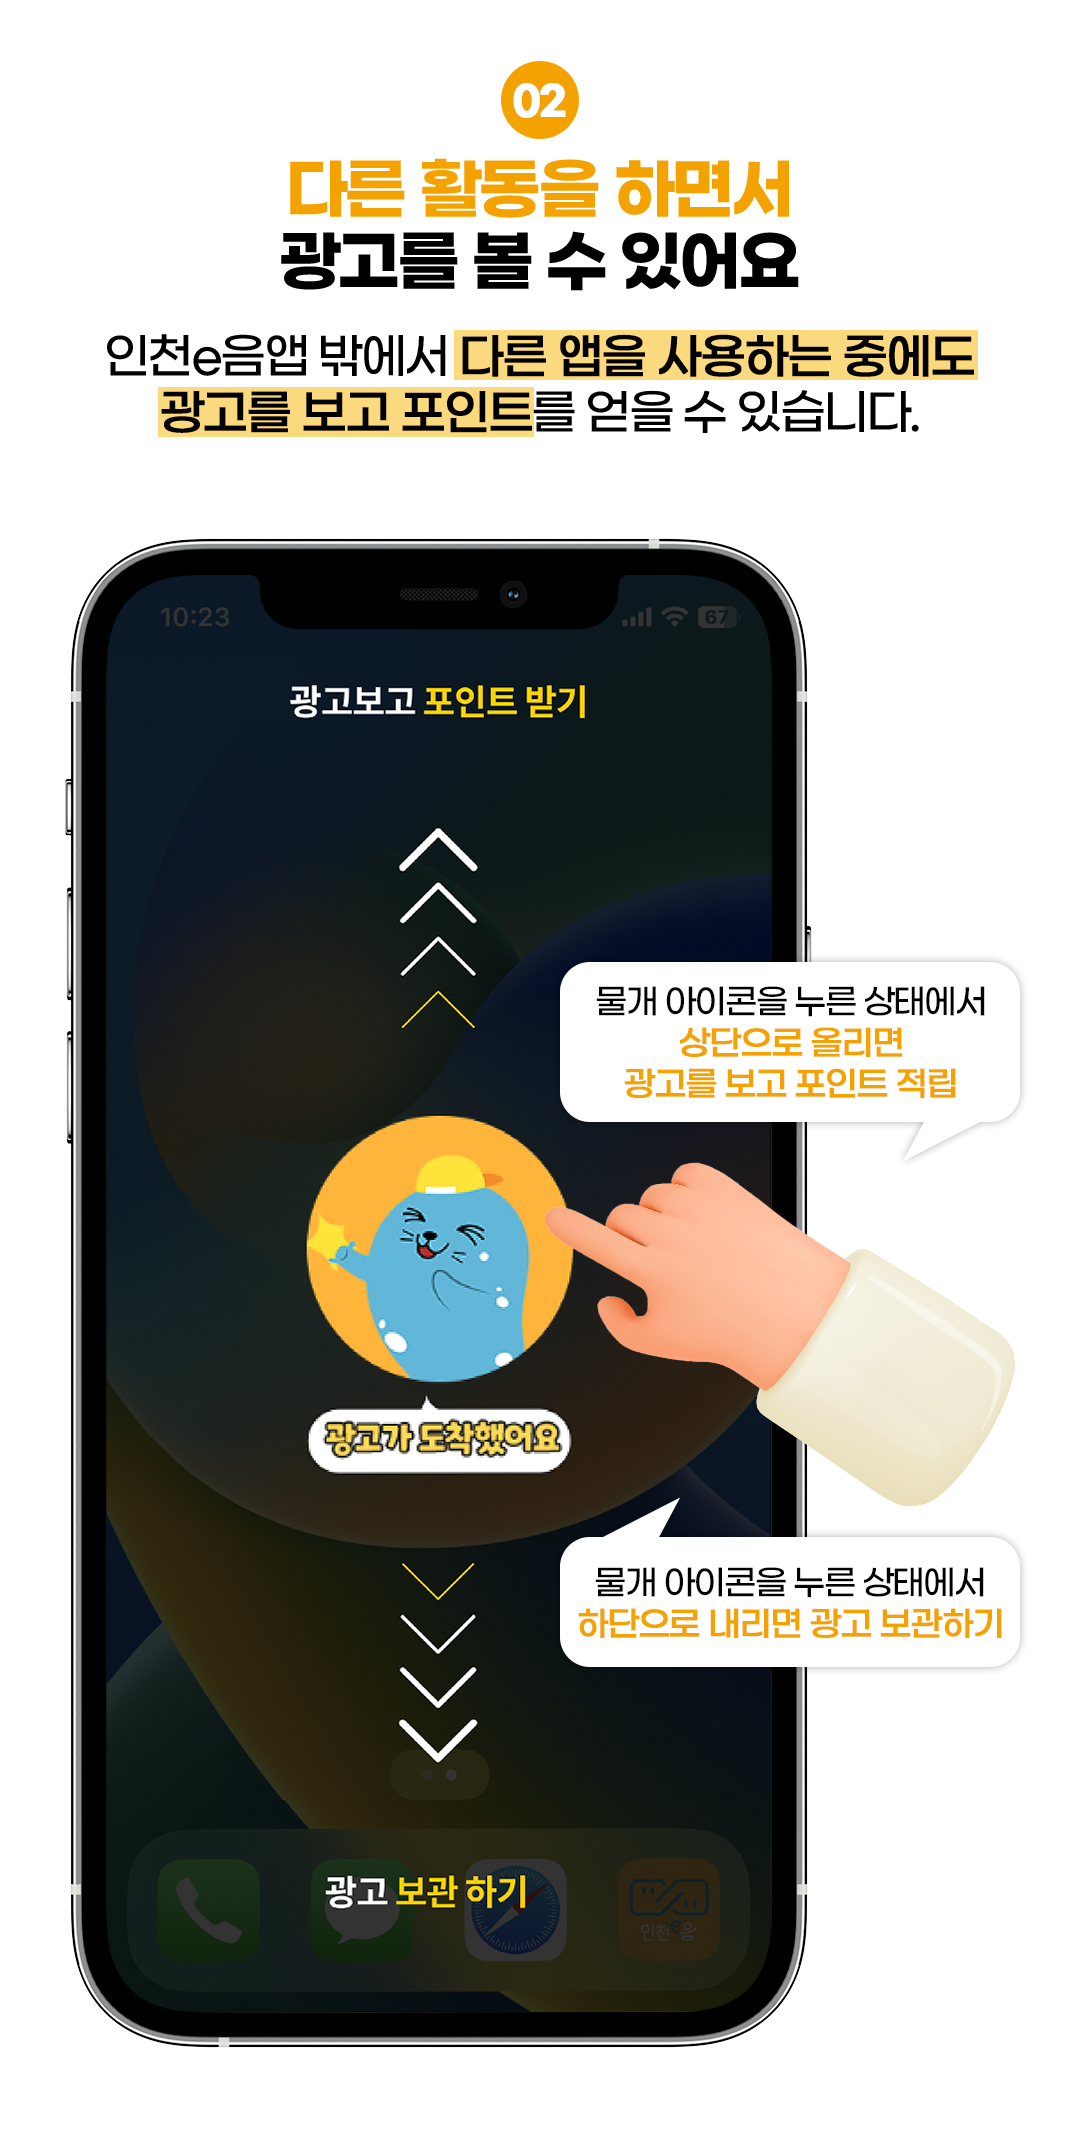 02
다른 활동을 하면서
광고를 볼 수 있어요
인천e음앱 밖에서 다른 앱을 사용하는 중에도
광고를 보고 포인트를 얻을 수 있습니다.
10:23
67
광고보고 포인트 받기
물개 아이콘을 누른 상태에서
상단으로 올리면
광고를 보고 포인트 적립
광고가 도착했어요
물개 아이콘을 누른 상태에서
하단으로 내리면 광고 보관하기
광고 보관 하기
인천e음